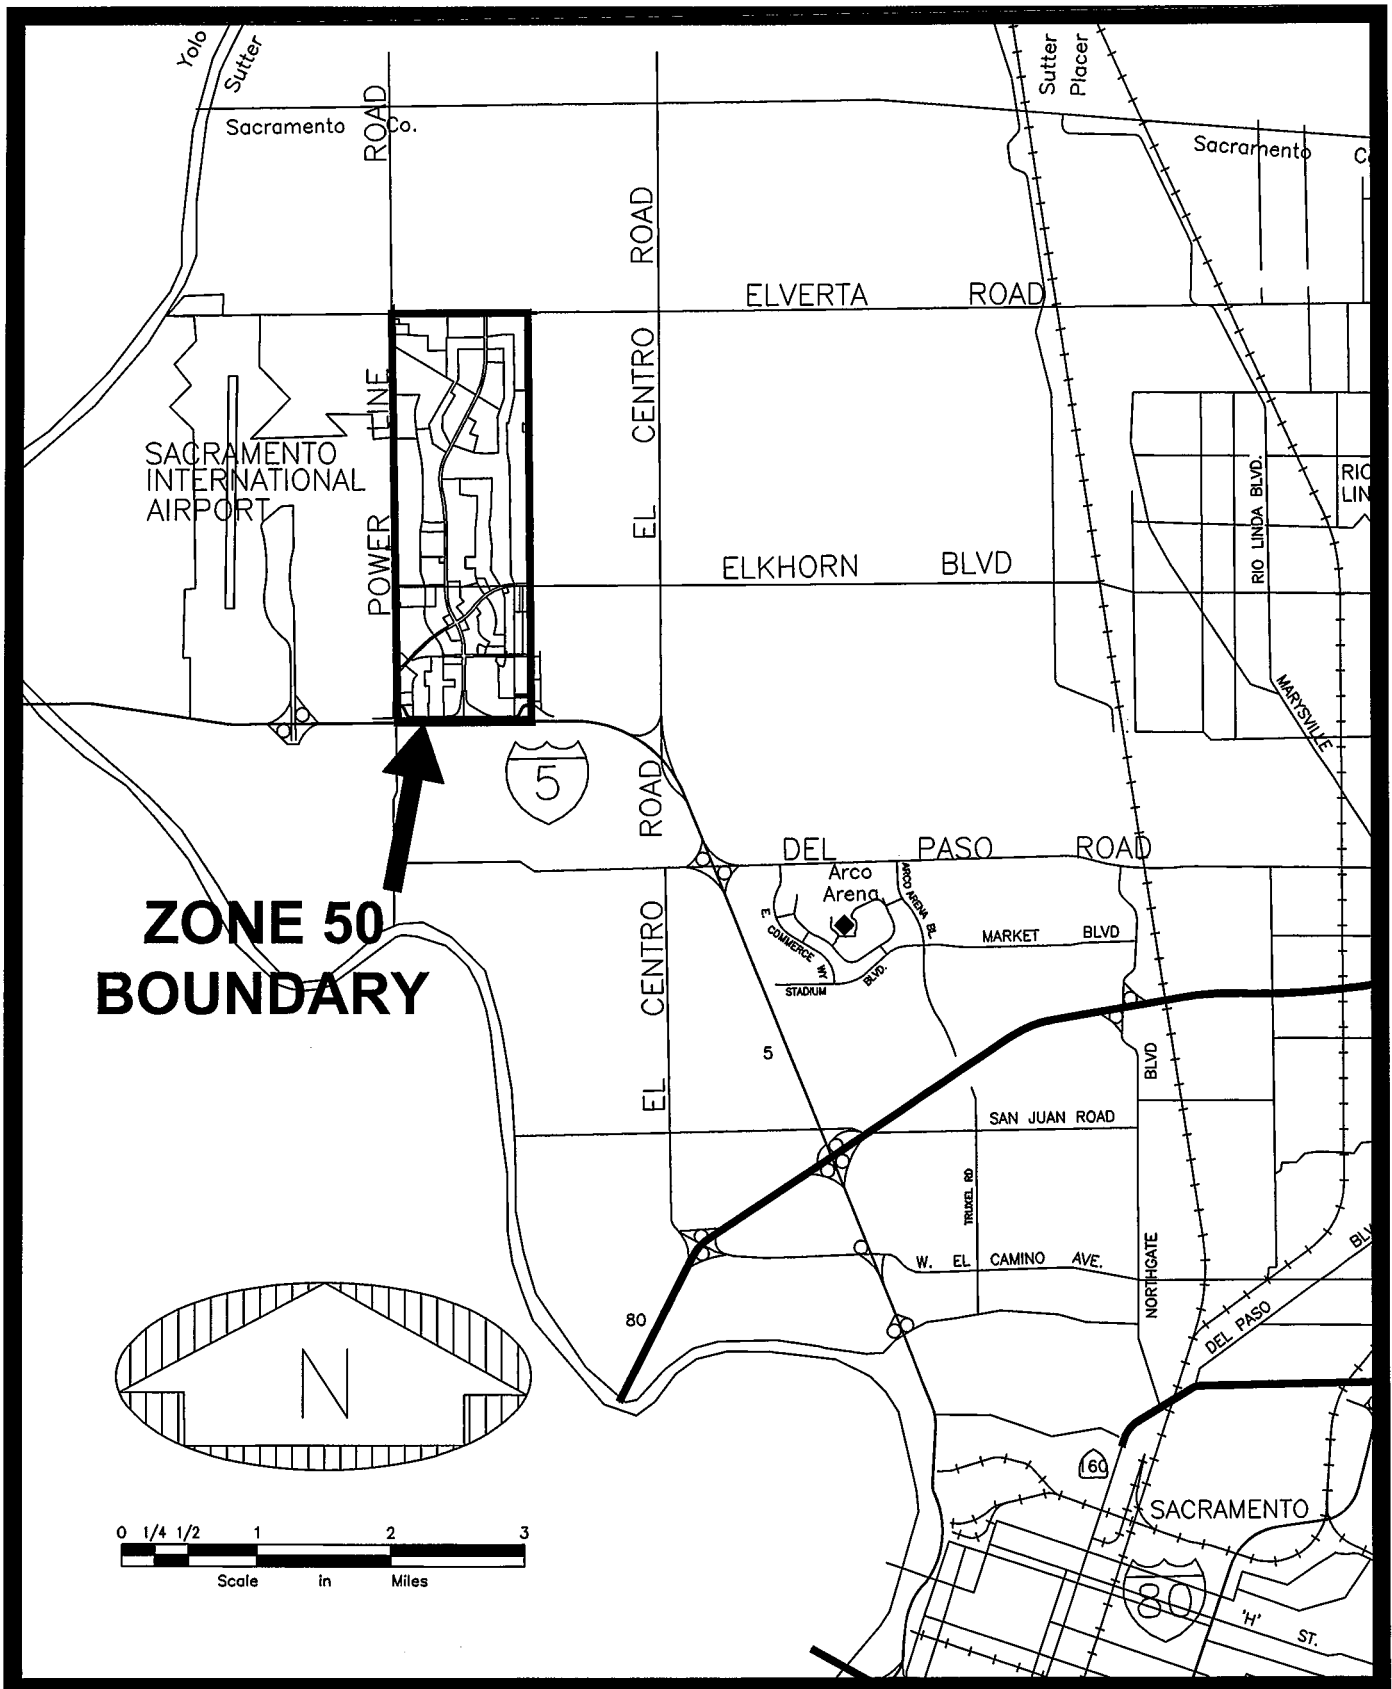 Yolo
Sutter
Sutter
Placer
Sacramento Co.
Sacramento
POWER LINE ROAD
EL CENTRO ROAD
ELVERTA ROAD
SACRAMENTO
INTERNATIONAL
AIRPORT
RIO LINDA BLVD.
RIO
LIN
ELKHORN BLVD
MARYSVILLE
5
EL CENTRO ROAD
DEL PASO ROAD
Arco
Arena
ARCO ARENA BL
E. COMMERCE WY
MARKET BLVD
STADIUM BLVD.
ZONE 50
BOUNDARY
5
SAN JUAN ROAD
TRUXEL RD
NORTHGATE BLVD
W. EL CAMINO AVE.
80
DEL PASO BLV
N
160
SACRAMENTO
80
'H' ST.
0 1/4 1/2 1 2 3
Scale in Miles